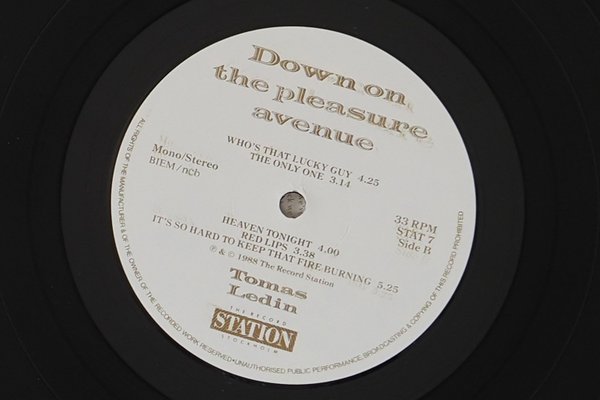 Down on
the pleasure
avenue
WHO'S THAT LUCKY GUY 4.25
THE ONLY ONE 3.14
Mono/Stereo
BIEM/ncb
33 RPM
STAT 7
Side B
HEAVEN TONIGHT 4.00
RED LIPS 3.38
IT'S SO HARD TO KEEP THAT FIRE BURNING 5.25
℗ & © 1988 The Record Station
Tomas
Ledin
THE RECORD
STATION
STOCKHOLM
ALL RIGHTS OF THE MANUFACTURER & OF THE OWNER OF THE RECORDED WORK RESERVED•UNAUTHORISED PUBLIC PERFORMANCE, BROADCASTING & COPYING OF THIS RECORD PROHIBITED